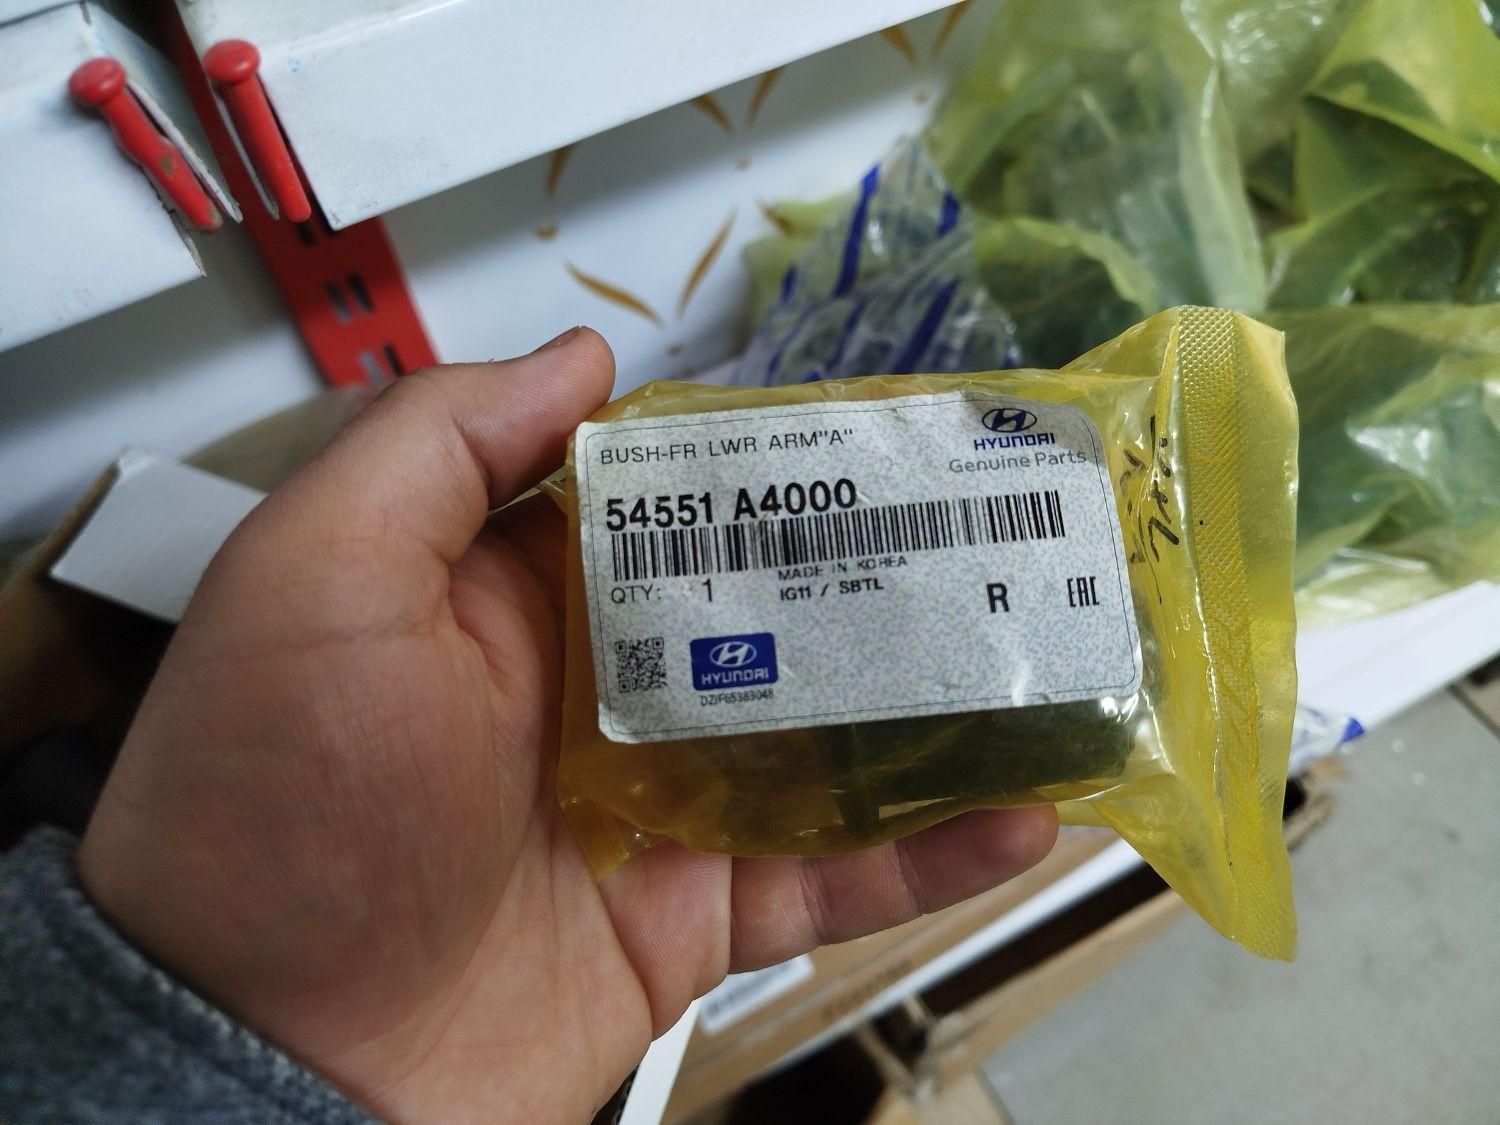 BUSH-FR LWR ARM"A"
HYUNDAI
Genuine Parts
54551 A4000
MADE IN KOREA
QTY: 1
IG11 / SBTL
R
EAC
HYUNDAI
DZIF65383048